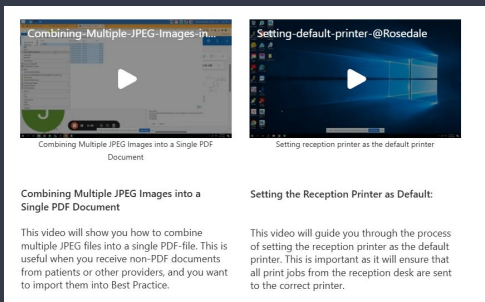 Combining-Multiple-JPEG-Images-in...
Combining Multiple JPEG Images into a Single PDF
Document
Combining Multiple JPEG Images into a
Single PDF Document
This video will show you how to combine
multiple JPEG files into a single PDF-file. This is
useful when you receive non-PDF documents
from patients or other providers, and you want
to import them into Best Practice.
Setting-default-printer-@Rosedale
Setting reception printer as the default printer
Setting the Reception Printer as Default:
This video will guide you through the process
of setting the reception printer as the default
printer. This is important as it will ensure that
all print jobs from the reception desk are sent
to the correct printer.